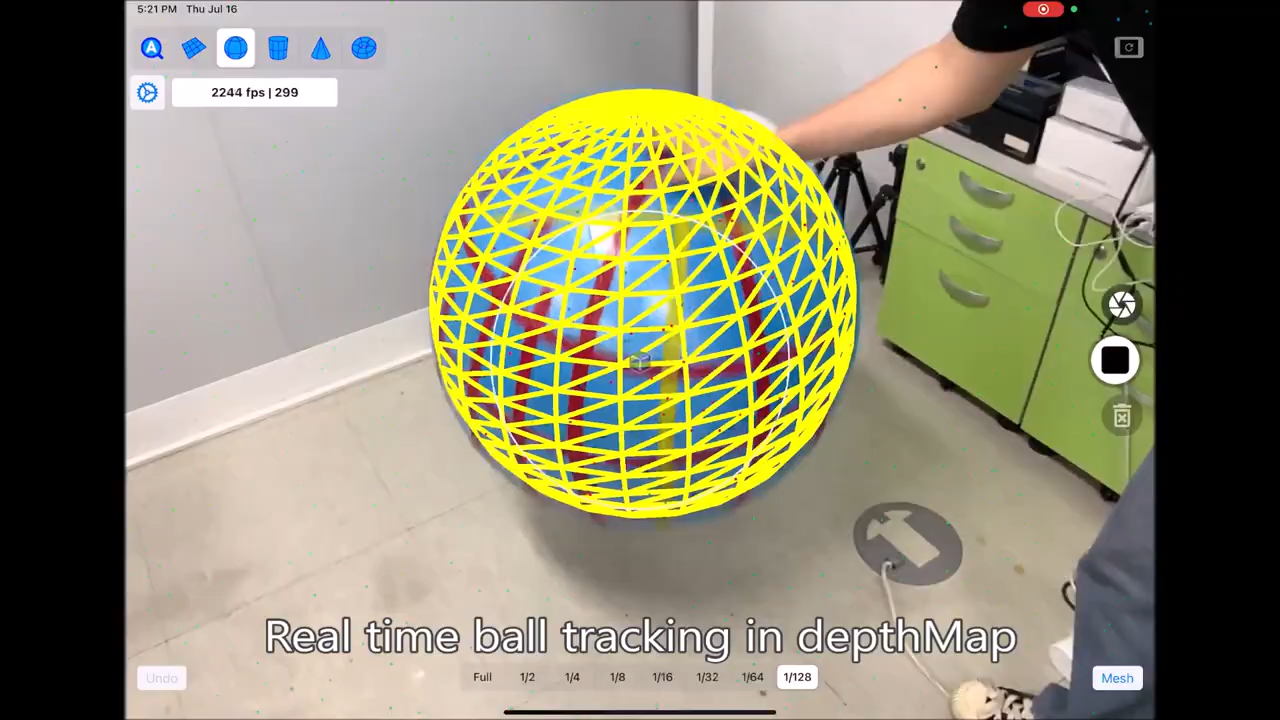 5:21 PM Thu Jul 16
A
2244 fps | 299
Real time ball tracking in depthMap
Undo
Full 1/2 1/4 1/8 1/16 1/32 1/64 1/128
Mesh